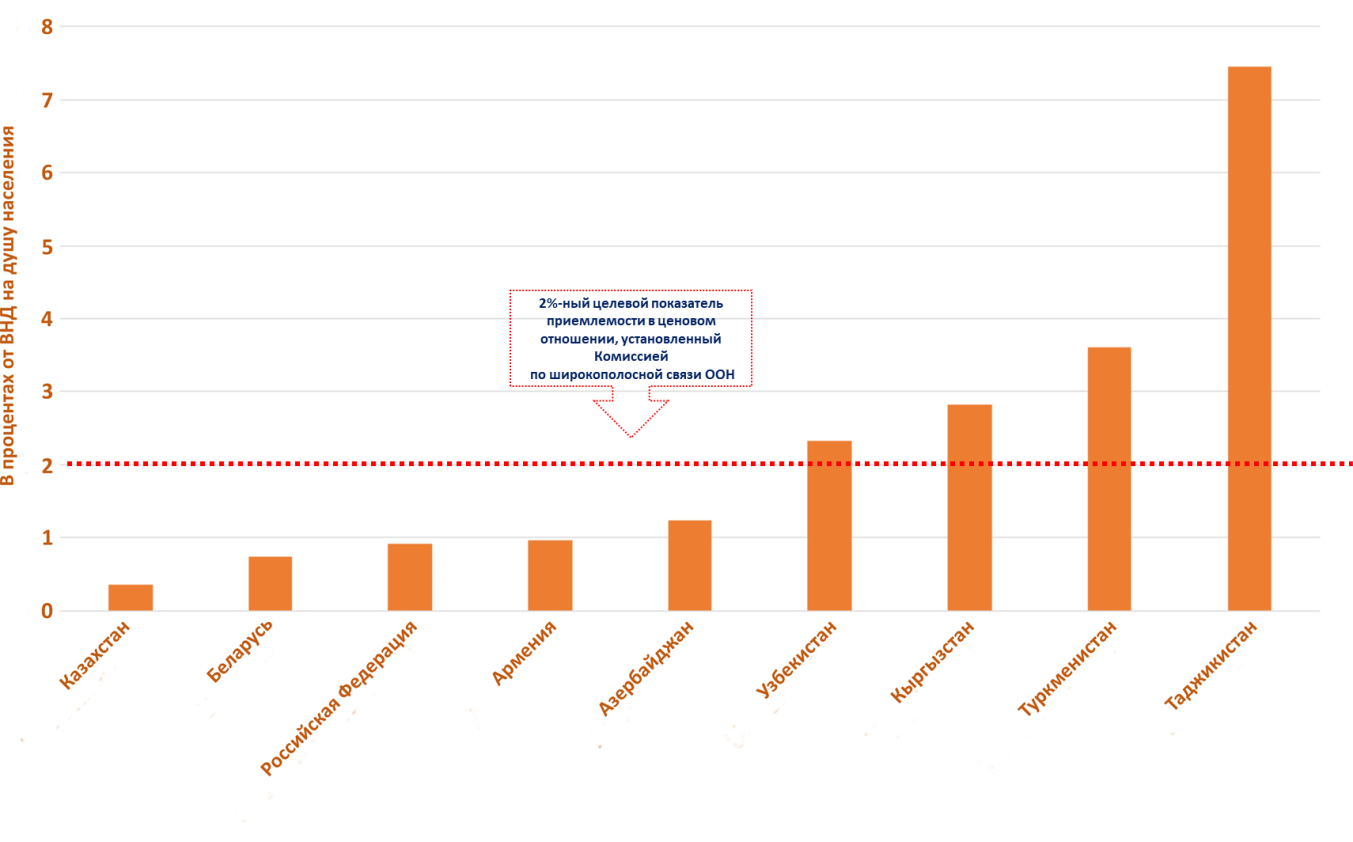 8
7
6
5
4
3
2
1
0
В процентах от ВНД на душу населения
2%-ный целевой показатель
приемлемости в ценовом
отношении, установленный
Комиссией
по широкополосной связи ООН
Казахстан
Беларусь
Российская Федерация
Армения
Азербайджан
Узбекистан
Кыргызстан
Туркменистан
Таджикистан